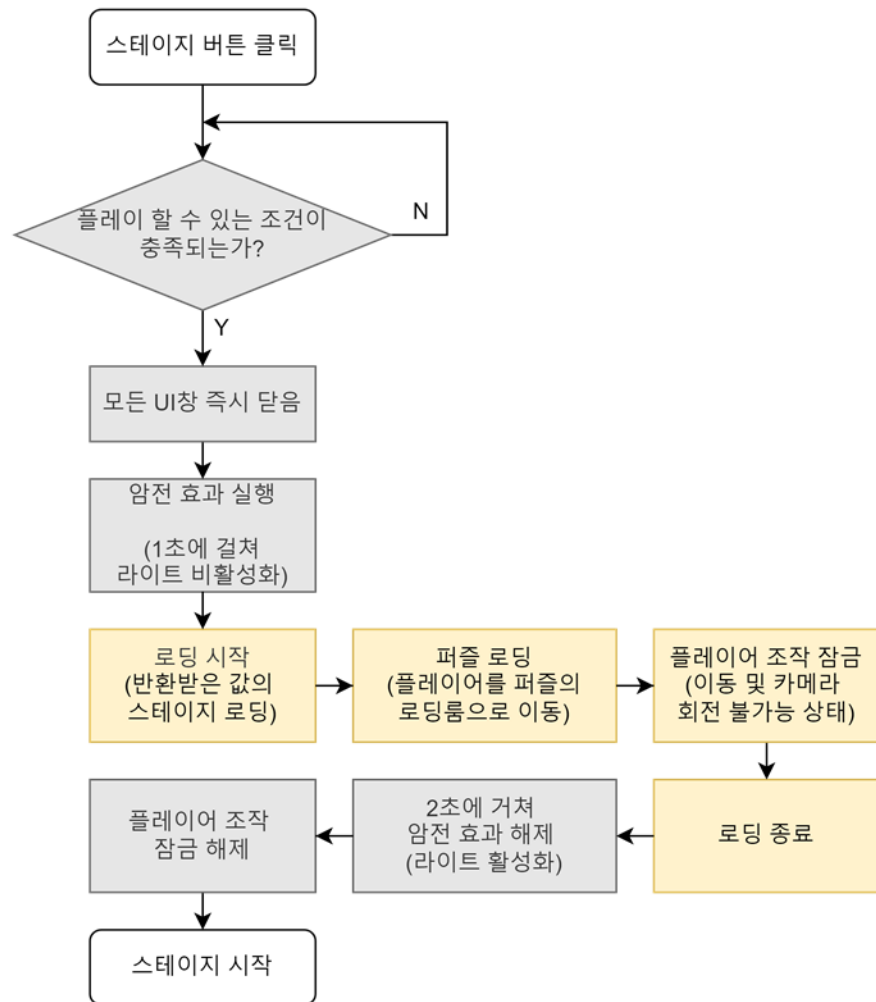 스테이지 버튼 클릭
플레이 할 수 있는 조건이
충족되는가?
N
Y
모든 UI창 즉시 닫음
암전 효과 실행
(1초에 걸쳐
라이트 비활성화)
로딩 시작
(반환받은 값의
스테이지 로딩)
퍼즐 로딩
(플레이어를 퍼즐의
로딩룸으로 이동)
플레이어 조작 잠금
(이동 및 카메라
회전 불가능 상태)
로딩 종료
2초에 거쳐
암전 효과 해제
(라이트 활성화)
플레이어 조작
잠금 해제
스테이지 시작